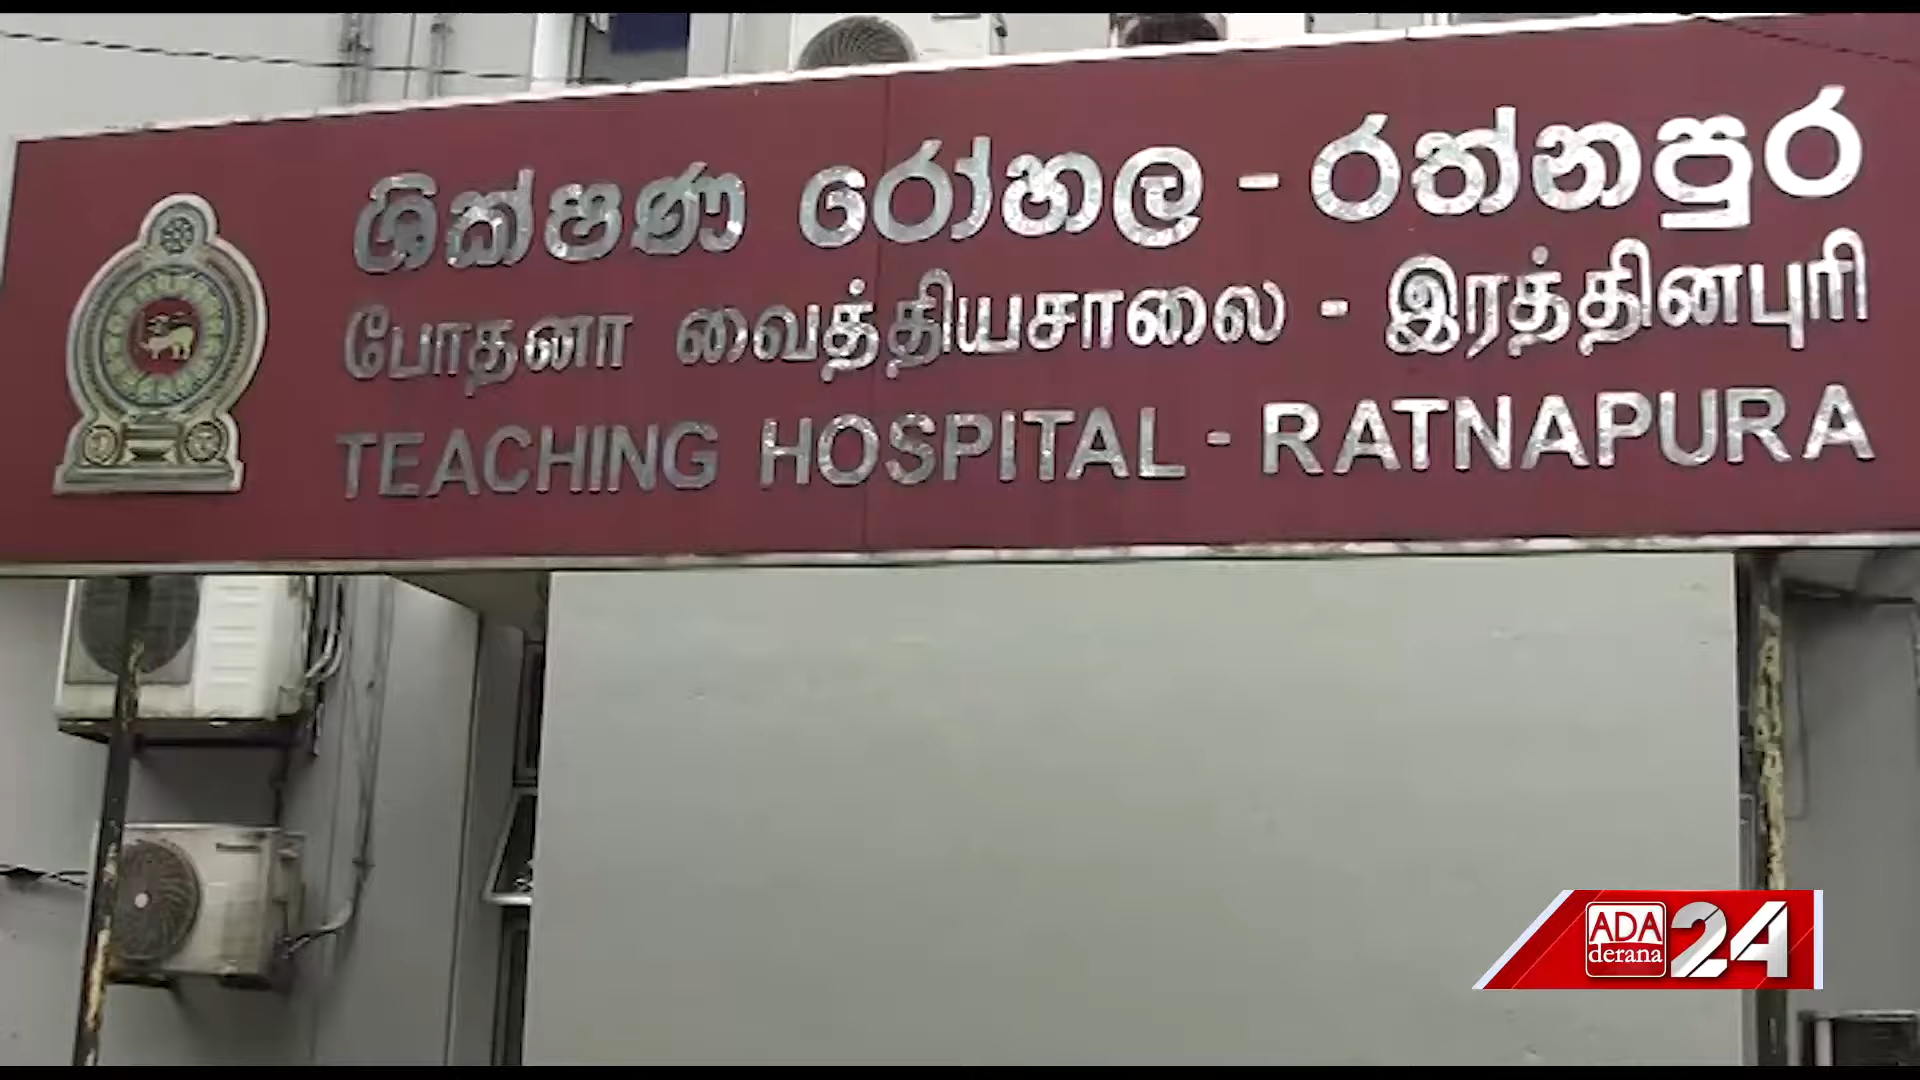 ශික්ෂණ රෝහල - රත්නපුර
போதனா வைத்தியசாலை - இரத்தினபுரி
TEACHING HOSPITAL - RATNAPURA
ADA derana 24